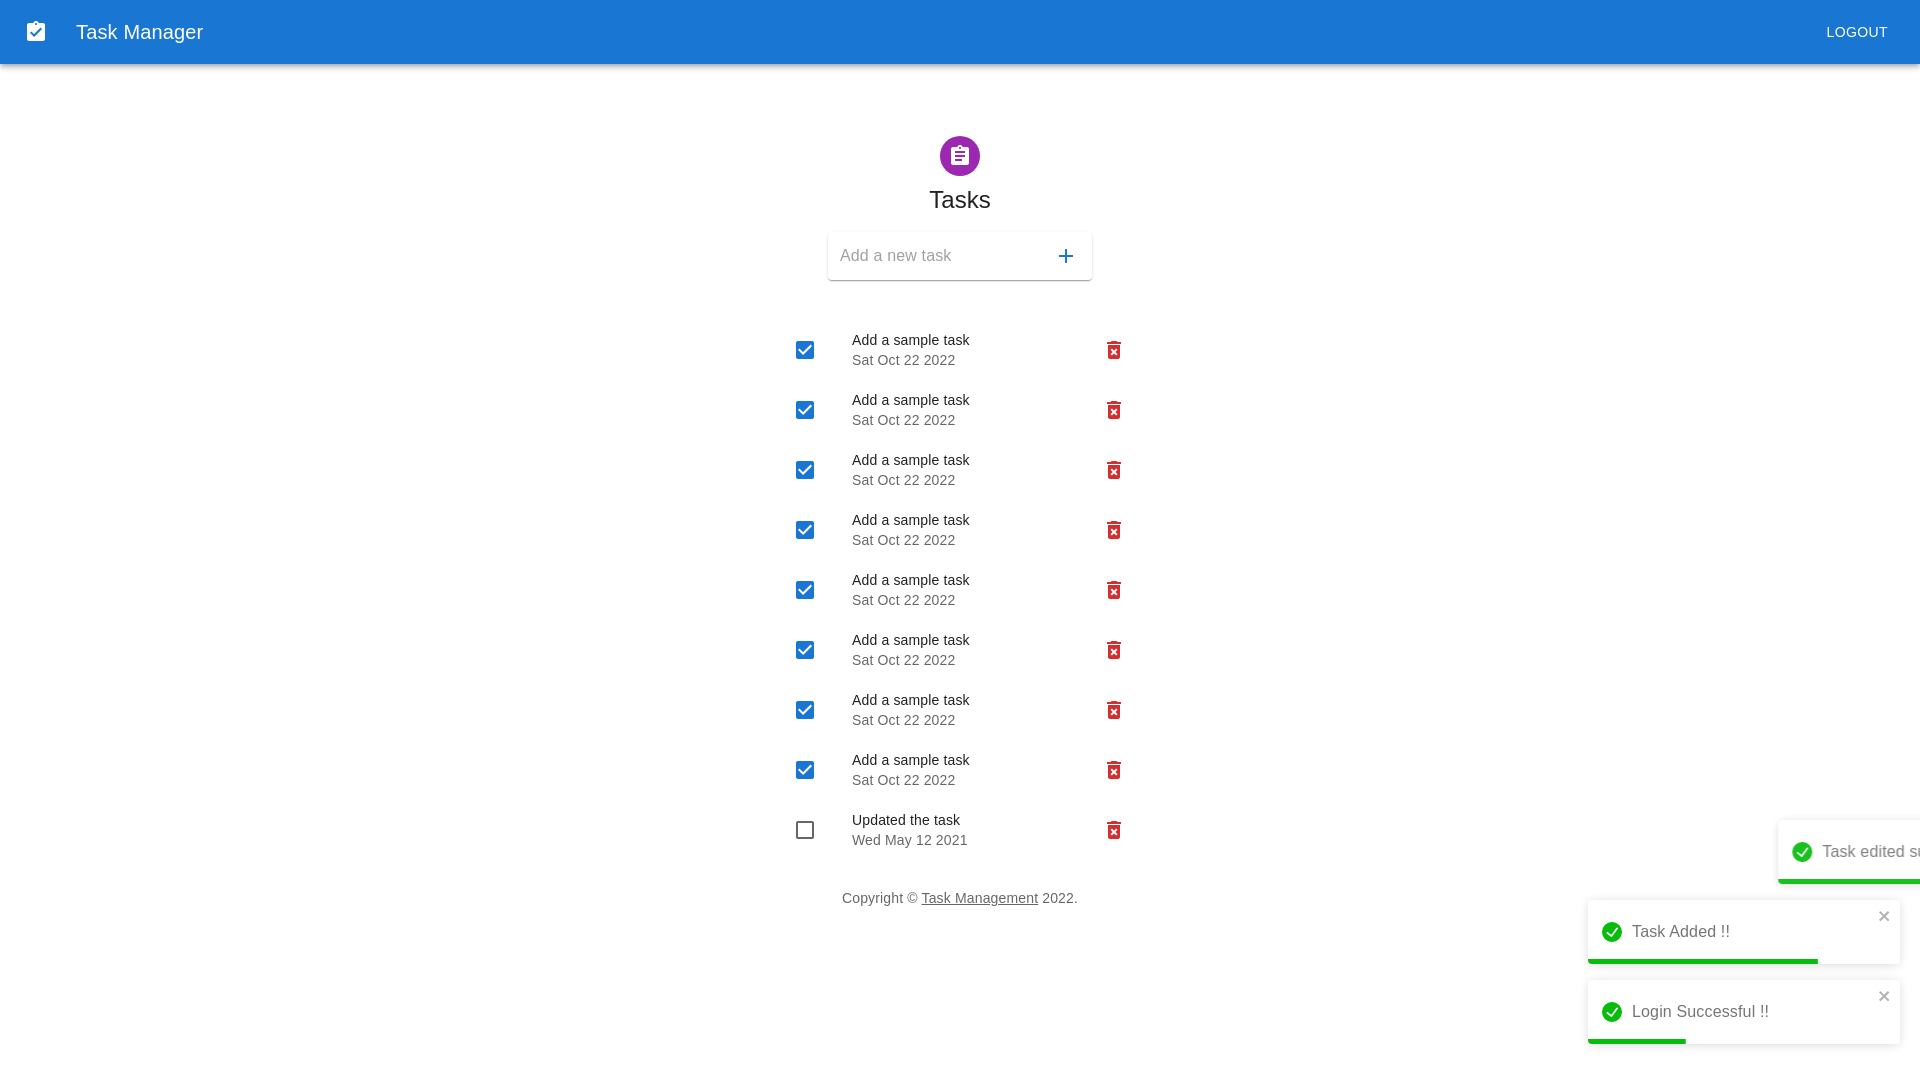 Task Manager
LOGOUT
Tasks
Add a new task
Add a sample task
Sat Oct 22 2022
Add a sample task
Sat Oct 22 2022
Add a sample task
Sat Oct 22 2022
Add a sample task
Sat Oct 22 2022
Add a sample task
Sat Oct 22 2022
Add a sample task
Sat Oct 22 2022
Add a sample task
Sat Oct 22 2022
Add a sample task
Sat Oct 22 2022
Updated the task
Wed May 12 2021
Copyright © Task Management 2022.
Task edited
Task Added !!
Login Successful !!